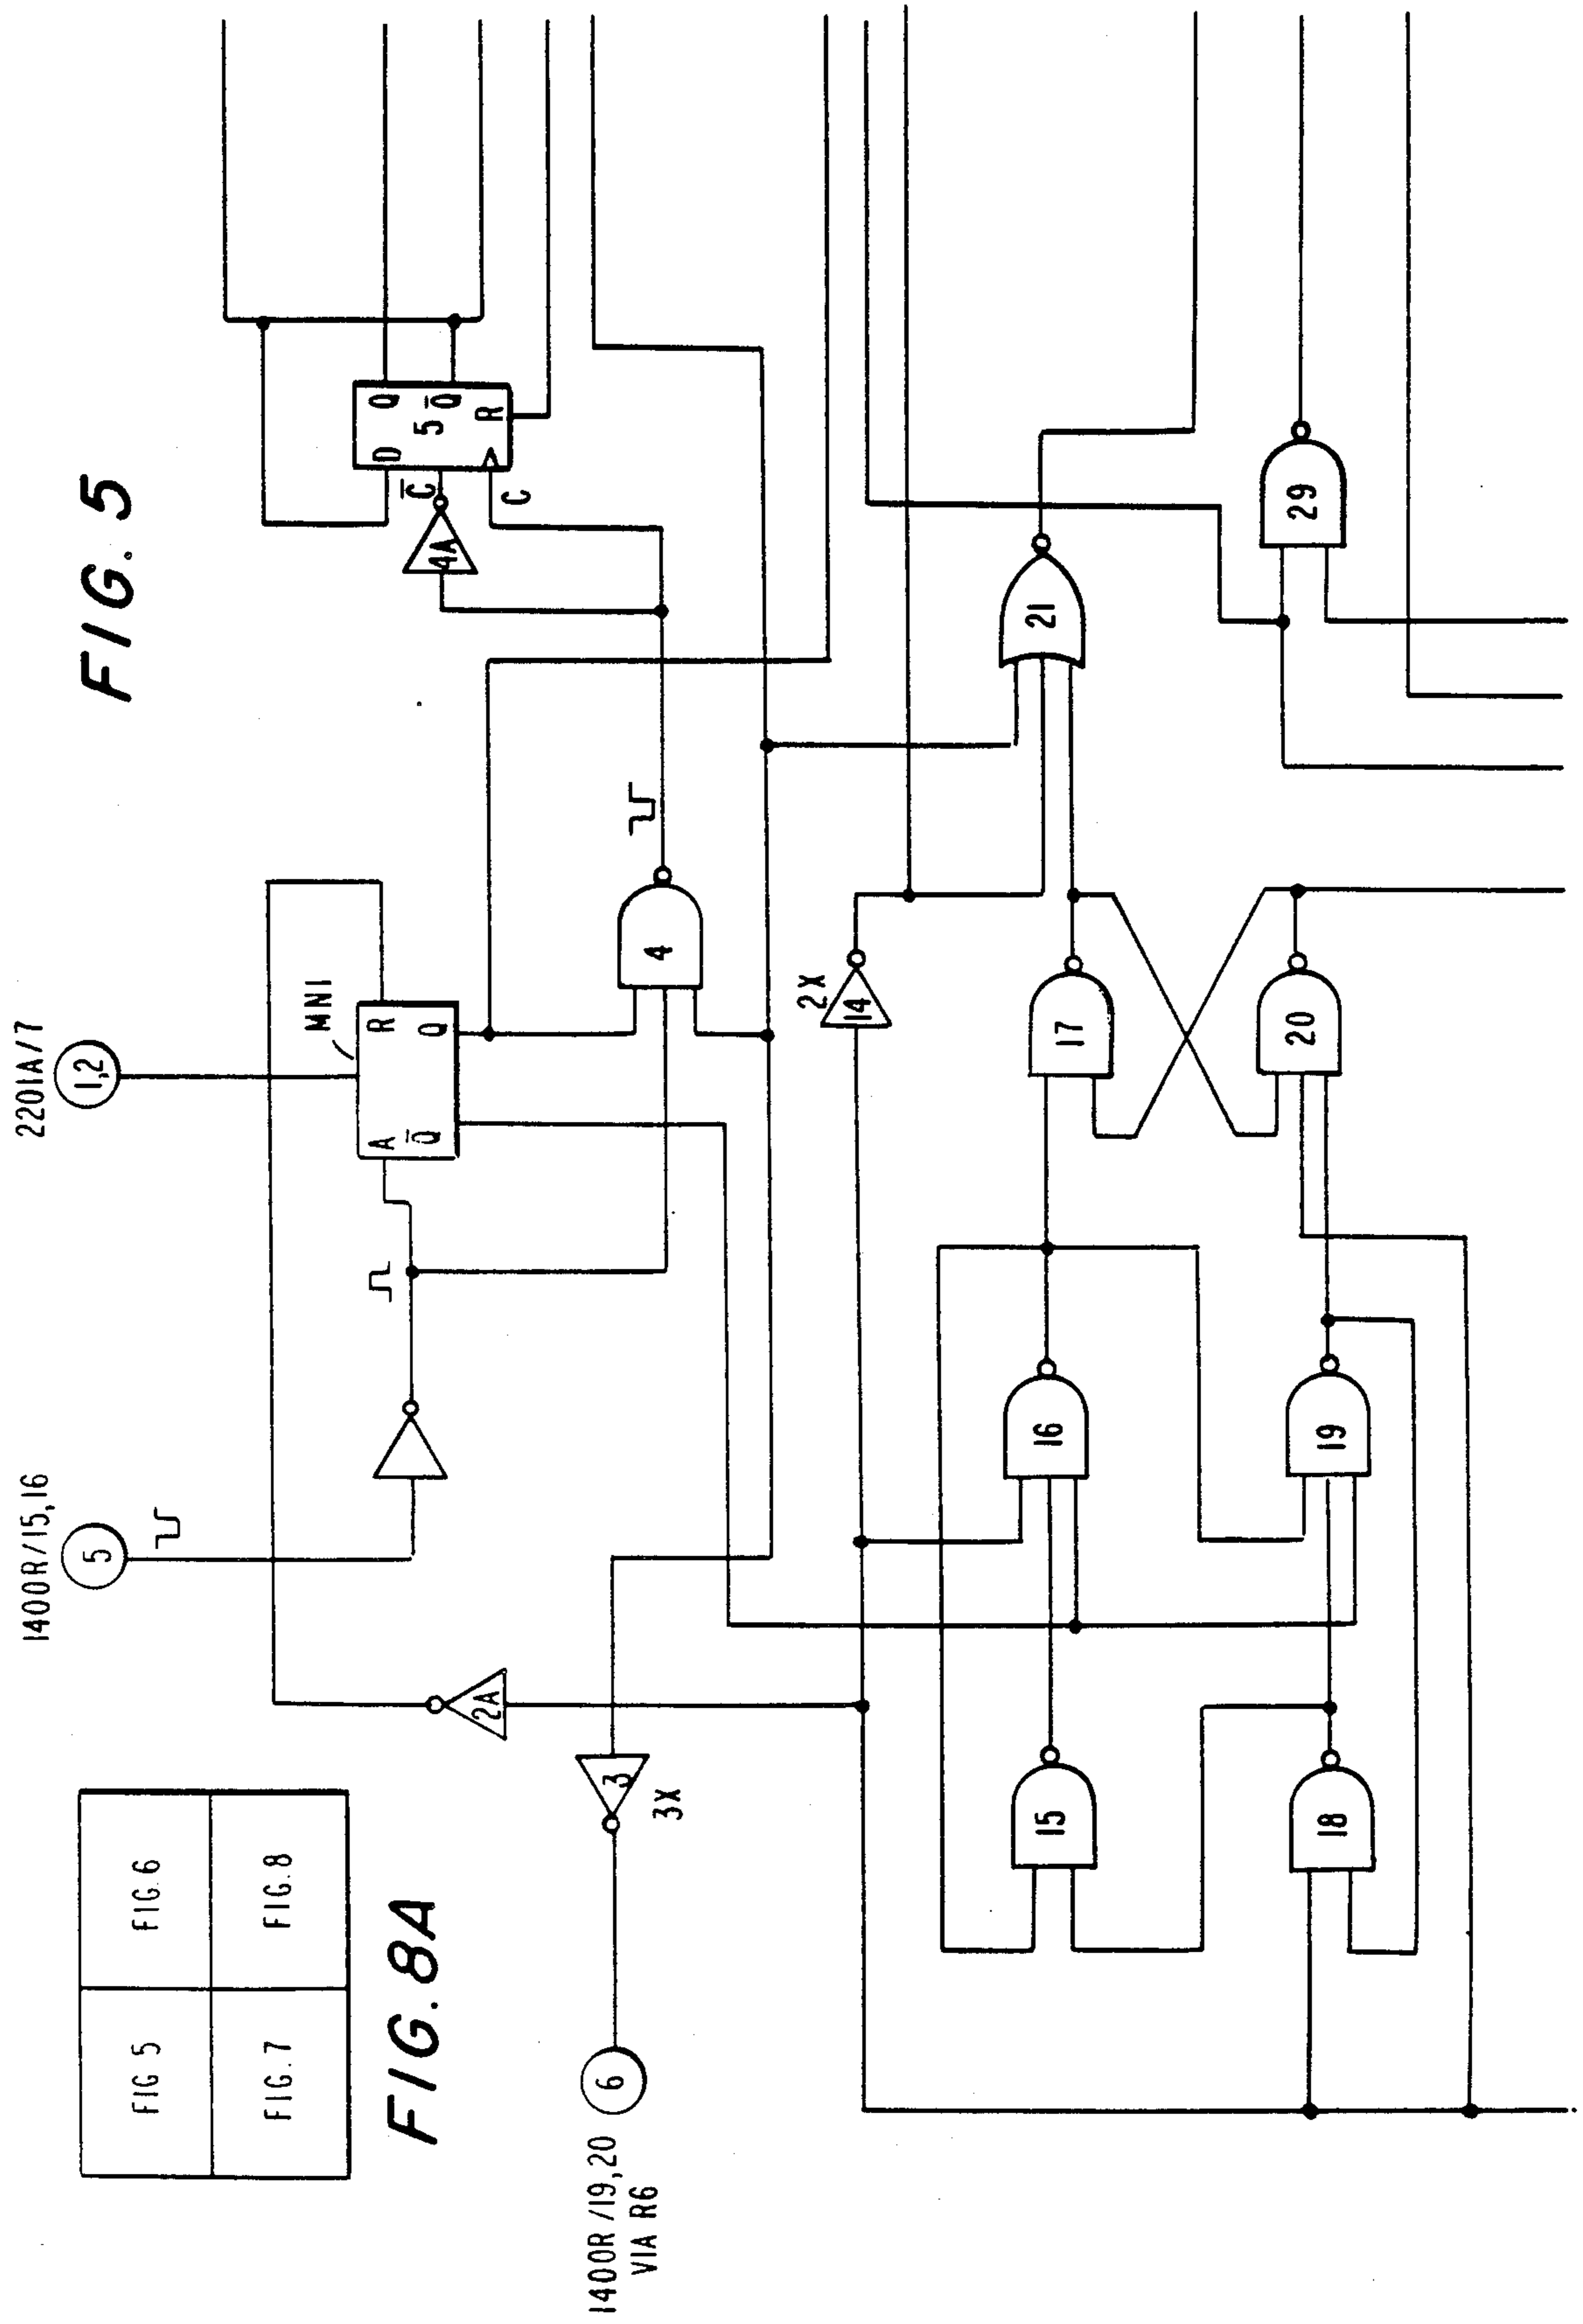 FIG. 5
FIG 5
FIG.6
FIG.7
FIG.8
FIG.8A
1400R/15,16
5
2201A/7
1,2
MN1
A
R
Q̅
Q
2A
3
3X
6
1400R/19,20
VIA R6
4
4A
C̅
C
D
Q
5
Q̅
R
2X
14
15
16
17
18
19
20
21
29